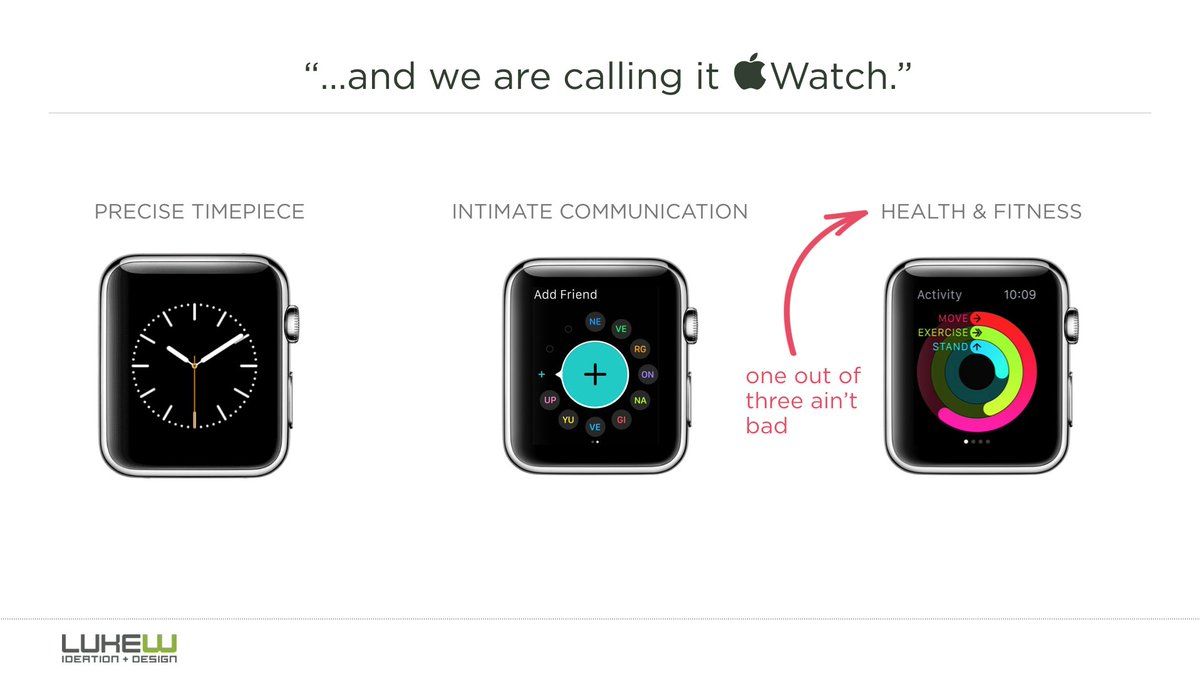 “...and we are calling it Watch.”
PRECISE TIMEPIECE
INTIMATE COMMUNICATION
HEALTH & FITNESS
Add Friend
NE
VE
RG
ON
NA
GI
VE
YU
UP
+
+
one out of
three ain’t
bad
Activity 10:09
MOVE
EXERCISE
STAND
LUKEW
IDEATION + DESIGN